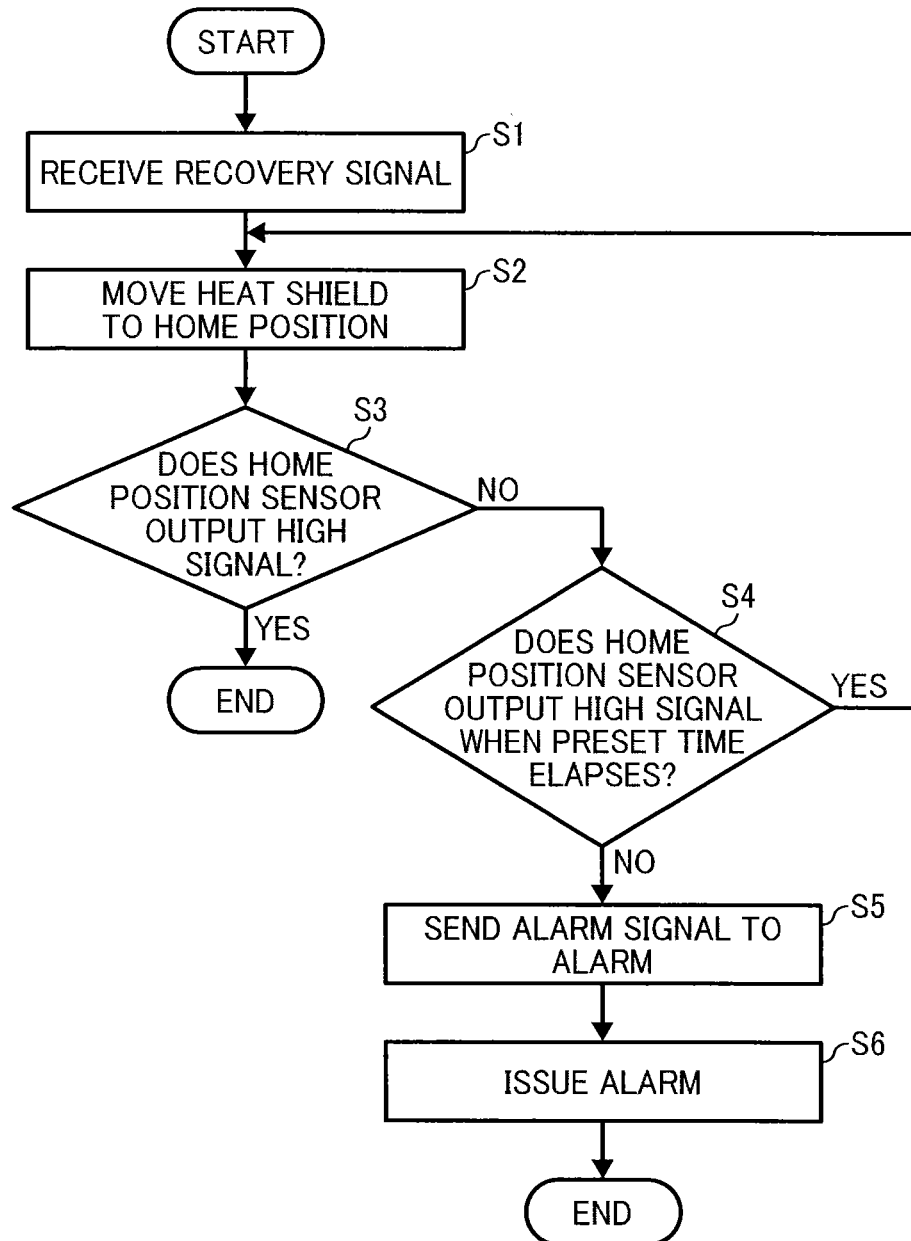 START
S1
RECEIVE RECOVERY SIGNAL
S2
MOVE HEAT SHIELD
TO HOME POSITION
S3
DOES HOME
POSITION SENSOR
OUTPUT HIGH
SIGNAL?
NO
YES
END
S4
DOES HOME
POSITION SENSOR
OUTPUT HIGH SIGNAL
WHEN PRESET TIME
ELAPSES?
YES
NO
S5
SEND ALARM SIGNAL TO
ALARM
S6
ISSUE ALARM
END